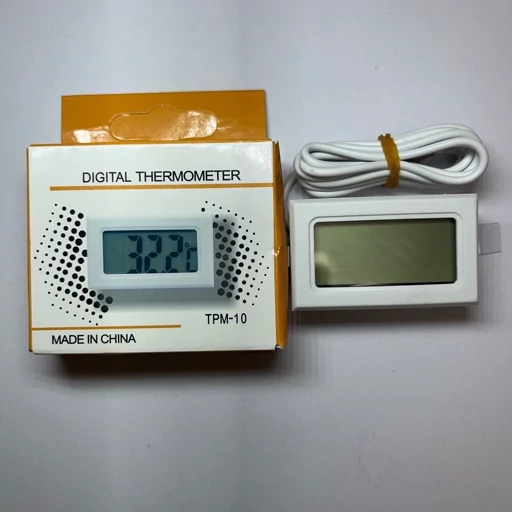 DIGITAL THERMOMETER
32.2°C
TPM-10
MADE IN CHINA